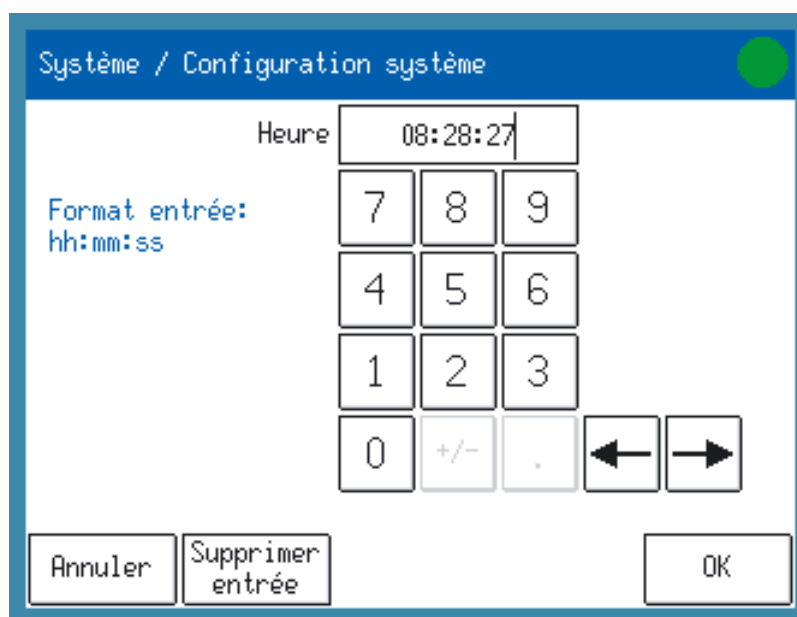 Système / Configuration système
Heure 08:28:27
Format entrée:
hh:mm:ss
7 8 9
4 5 6
1 2 3
0 +/- .
Annuler
Supprimer
entrée
OK